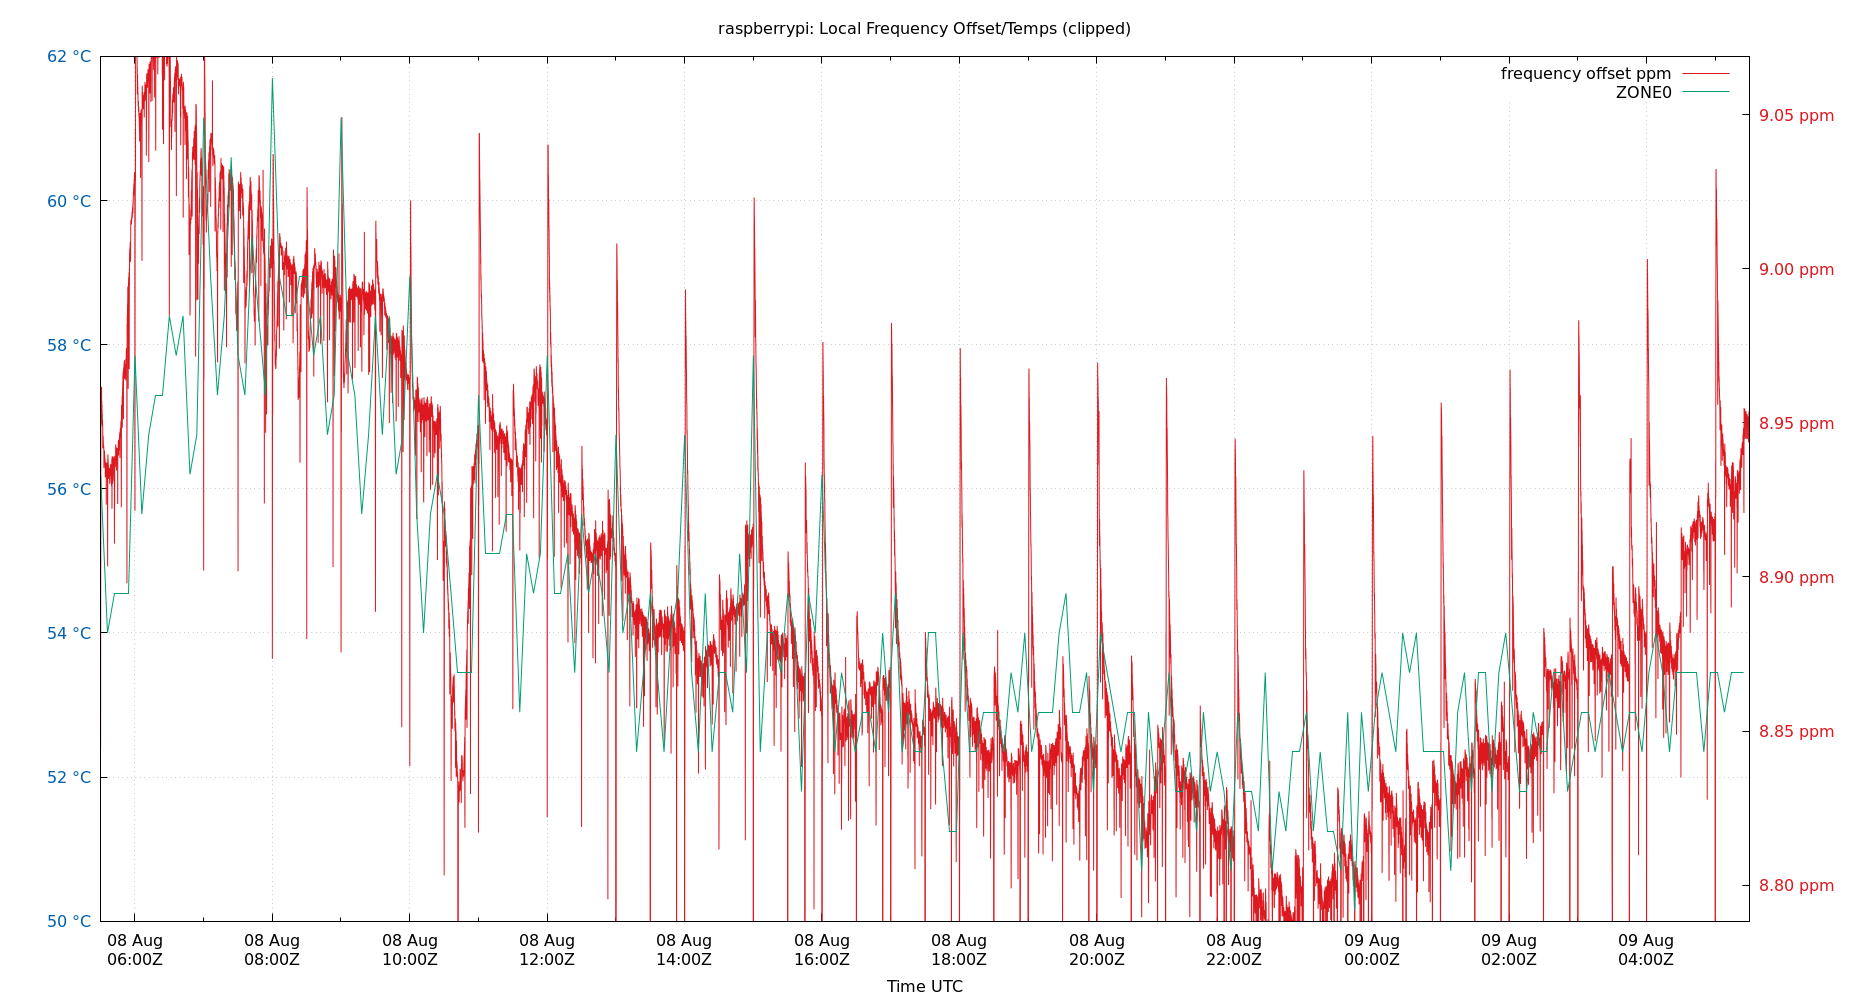 raspberrypi: Local Frequency Offset/Temps (clipped)
frequency offset ppm
ZONE0
62 °C
60 °C
58 °C
56 °C
54 °C
52 °C
50 °C
9.05 ppm
9.00 ppm
8.95 ppm
8.90 ppm
8.85 ppm
8.80 ppm
08 Aug 08 Aug 08 Aug 08 Aug 08 Aug 08 Aug 08 Aug 08 Aug 08 Aug 09 Aug 09 Aug 09 Aug
06:00Z 08:00Z 10:00Z 12:00Z 14:00Z 16:00Z 18:00Z 20:00Z 22:00Z 00:00Z 02:00Z 04:00Z
Time UTC